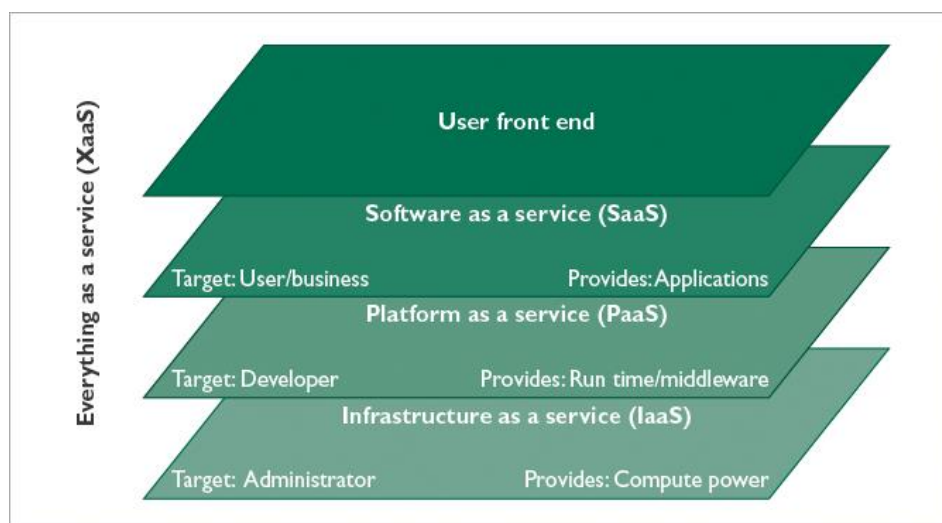 Everything as a service (XaaS)
User front end
Software as a service (SaaS)
Target: User/business
Provides: Applications
Platform as a service (PaaS)
Target: Developer
Provides: Run time/middleware
Infrastructure as a service (IaaS)
Target: Administrator
Provides: Compute power